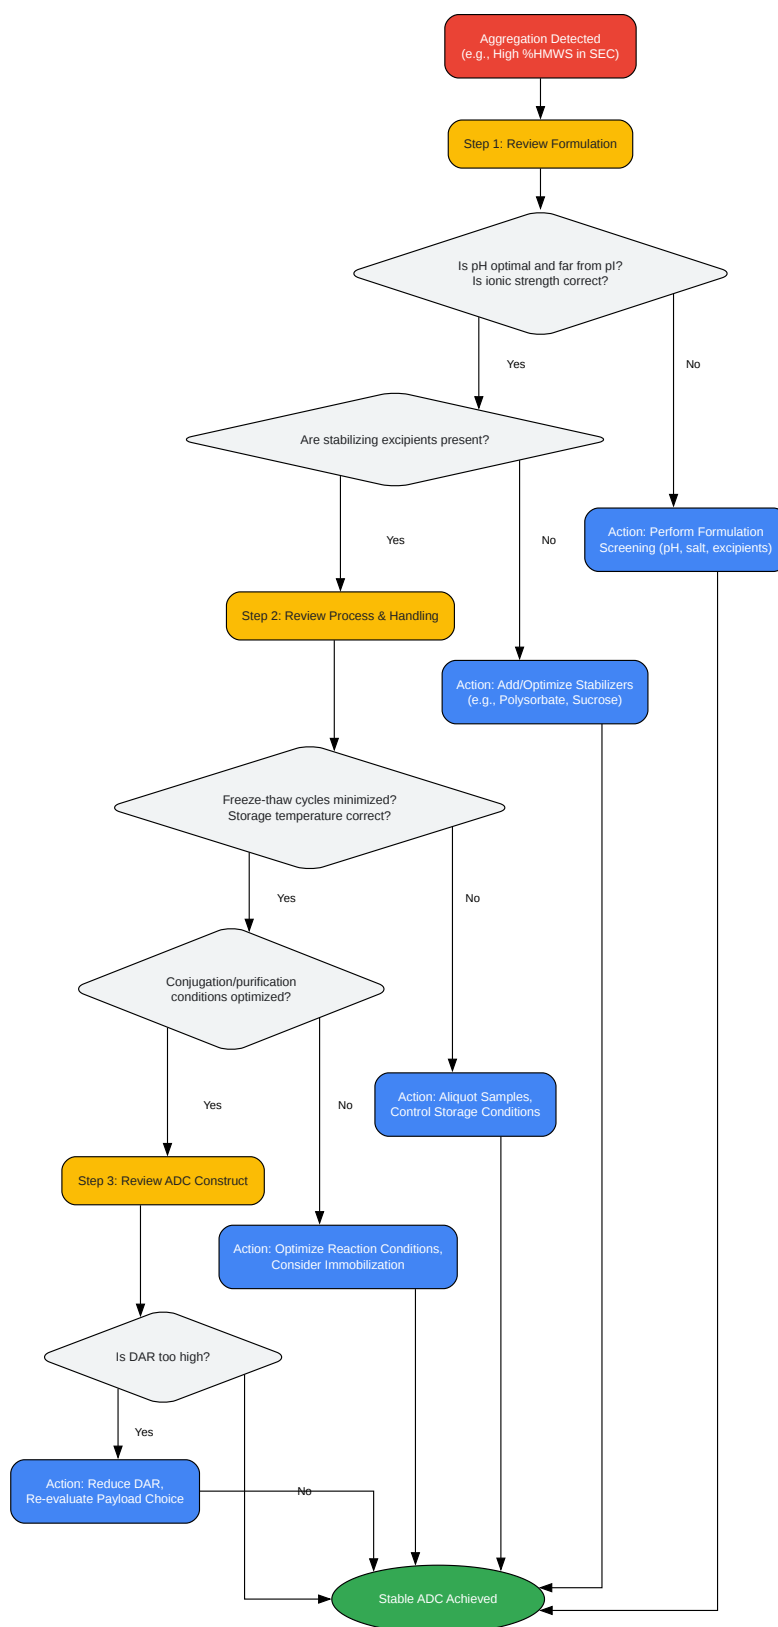 Aggregation Detected
(e.g., High %HMWS in SEC)
Step 1: Review Formulation
Is pH optimal and far from pI?
Is ionic strength correct?
Yes
No
Are stabilizing excipients present?
Action: Perform Formulation
Screening (pH, salt, excipients)
Yes
No
Step 2: Review Process & Handling
Action: Add/Optimize Stabilizers
(e.g., Polysorbate, Sucrose)
Freeze-thaw cycles minimized?
Storage temperature correct?
Yes
No
Conjugation/purification
conditions optimized?
Action: Aliquot Samples,
Control Storage Conditions
Yes
No
Step 3: Review ADC Construct
Action: Optimize Reaction Conditions,
Consider Immobilization
Is DAR too high?
Yes
Action: Reduce DAR,
Re-evaluate Payload Choice
No
Stable ADC Achieved